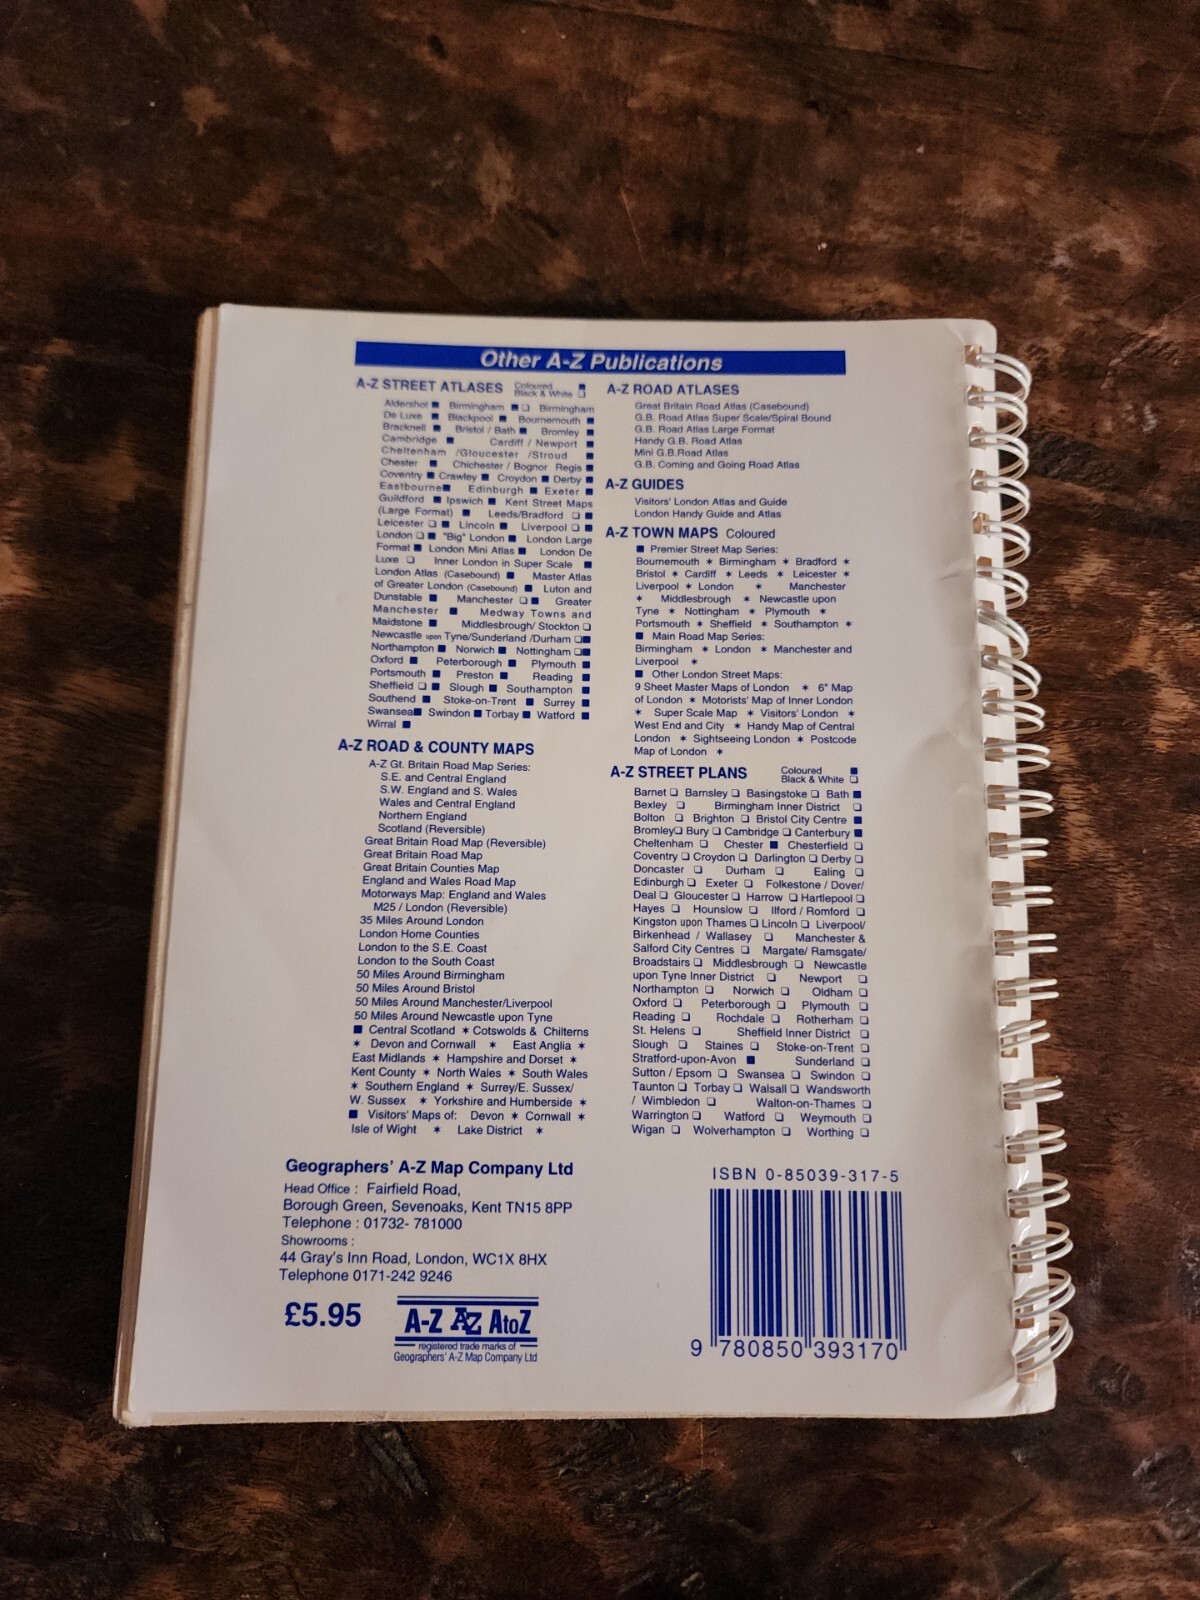 Other A-Z Publications
A-Z STREET ATLASES Coloured ■
Black & White ❏
Aldershot ■ Birmingham ■ ❏ Birmingham
De Luxe ■ Blackpool ■ Bournemouth ■
Bracknell ■ Bristol / Bath ■ Bromley ■
Cambridge ■ Cardiff / Newport ■
Cheltenham /Gloucester /Stroud ■
Chester ■ Chichester / Bognor Regis ■
Coventry ■ Crawley ■ Croydon ■ Derby ■
Eastbourne■ Edinburgh ■ Exeter ■
Guildford ■ Ipswich ■ Kent Street Maps
(Large Format) ■ Leeds/Bradford ❏ ■
Leicester ❏ ■ Lincoln ■ Liverpool ❏ ■
London ❏ ■ "Big" London ■ London Large
Format ■ London Mini Atlas ■ London De
Luxe ❏ Inner London in Super Scale ■
London Atlas (Casebound) ■ Master Atlas
of Greater London (Casebound) ■ Luton and
Dunstable ■ Manchester ❏ ■ Greater
Manchester ■ Medway Towns and
Maidstone ■ Middlesbrough/ Stockton ❏
Newcastle upon Tyne/Sunderland /Durham ❏■
Northampton ■ Norwich ■ Nottingham ❏■
Oxford ■ Peterborough ■ Plymouth ■
Portsmouth ■ Preston ■ Reading ■
Sheffield ❏ ■ Slough ■ Southampton ■
Southend ■ Stoke-on-Trent ■ Surrey ■
Swansea■ Swindon ■ Torbay ■ Watford ■
Wirral ■
A-Z ROAD & COUNTY MAPS
A-Z Gt. Britain Road Map Series:
S.E. and Central England
S.W. England and S. Wales
Wales and Central England
Northern England
Scotland (Reversible)
Great Britain Road Map (Reversible)
Great Britain Road Map
Great Britain Counties Map
England and Wales Road Map
Motorways Map: England and Wales
M25 / London (Reversible)
35 Miles Around London
London Home Counties
London to the S.E. Coast
London to the South Coast
50 Miles Around Birmingham
50 Miles Around Bristol
50 Miles Around Manchester/Liverpool
50 Miles Around Newcastle upon Tyne
■ Central Scotland ✶ Cotswolds & Chilterns
✶ Devon and Cornwall ✶ East Anglia ✶
East Midlands ✶ Hampshire and Dorset ✶
Kent County ✶ North Wales ✶ South Wales
✶ Southern England ✶ Surrey/E. Sussex/
W. Sussex ✶ Yorkshire and Humberside ✶
■ Visitors' Maps of: Devon ✶ Cornwall ✶
Isle of Wight ✶ Lake District ✶
A-Z ROAD ATLASES
Great Britain Road Atlas (Casebound)
G.B. Road Atlas Super Scale/Spiral Bound
G.B. Road Atlas Large Format
Handy G.B. Road Atlas
Mini G.B.Road Atlas
G.B. Coming and Going Road Atlas
A-Z GUIDES
Visitors' London Atlas and Guide
London Handy Guide and Atlas
A-Z TOWN MAPS Coloured
■ Premier Street Map Series:
Bournemouth ✶ Birmingham ✶ Bradford ✶
Bristol ✶ Cardiff ✶ Leeds ✶ Leicester ✶
Liverpool ✶ London ✶ Manchester
✶ Middlesbrough ✶ Newcastle upon
Tyne ✶ Nottingham ✶ Plymouth ✶
Portsmouth ✶ Sheffield ✶ Southampton ✶
■ Main Road Map Series:
Birmingham ✶ London ✶ Manchester and
Liverpool ✶
■ Other London Street Maps:
9 Sheet Master Maps of London ✶ 6" Map
of London ✶ Motorists' Map of Inner London
✶ Super Scale Map ✶ Visitors' London ✶
West End and City ✶ Handy Map of Central
London ✶ Sightseeing London ✶ Postcode
Map of London ✶
A-Z STREET PLANS Coloured ■
Black & White ❏
Barnet ❏ Barnsley ❏ Basingstoke ❏ Bath ■
Bexley ❏ Birmingham Inner District ❏
Bolton ❏ Brighton ❏ Bristol City Centre ■
Bromley❏ Bury ❏ Cambridge ❏ Canterbury ■
Cheltenham ❏ Chester ■ Chesterfield ❏
Coventry ❏ Croydon ❏ Darlington ❏ Derby ❏
Doncaster ❏ Durham ❏ Ealing ❏
Edinburgh ❏ Exeter ❏ Folkestone / Dover/
Deal ❏ Gloucester ❏ Harrow ❏ Hartlepool ❏
Hayes ❏ Hounslow ❏ Ilford / Romford ❏
Kingston upon Thames ❏ Lincoln ❏ Liverpool/
Birkenhead / Wallasey ❏ Manchester &
Salford City Centres ❏ Margate/ Ramsgate/
Broadstairs ❏ Middlesbrough ❏ Newcastle
upon Tyne Inner District ❏ Newport ❏
Northampton ❏ Norwich ❏ Oldham ❏
Oxford ❏ Peterborough ❏ Plymouth ❏
Reading ❏ Rochdale ❏ Rotherham ❏
St. Helens ❏ Sheffield Inner District ❏
Slough ❏ Staines ❏ Stoke-on-Trent ❏
Stratford-upon-Avon ■ Sunderland ❏
Sutton / Epsom ❏ Swansea ❏ Swindon ❏
Taunton ❏ Torbay ❏ Walsall ❏ Wandsworth
/ Wimbledon ❏ Walton-on-Thames ❏
Warrington ❏ Watford ❏ Weymouth ❏
Wigan ❏ Wolverhampton ❏ Worthing ❏
Geographers' A-Z Map Company Ltd
Head Office : Fairfield Road,
Borough Green, Sevenoaks, Kent TN15 8PP
Telephone : 01732- 781000
Showrooms :
44 Gray's Inn Road, London, WC1X 8HX
Telephone 0171-242 9246
£5.95
A-Z AZ AtoZ
registered trade marks of
Geographers' A-Z Map Company Ltd
ISBN 0-85039-317-5
9 780850 393170